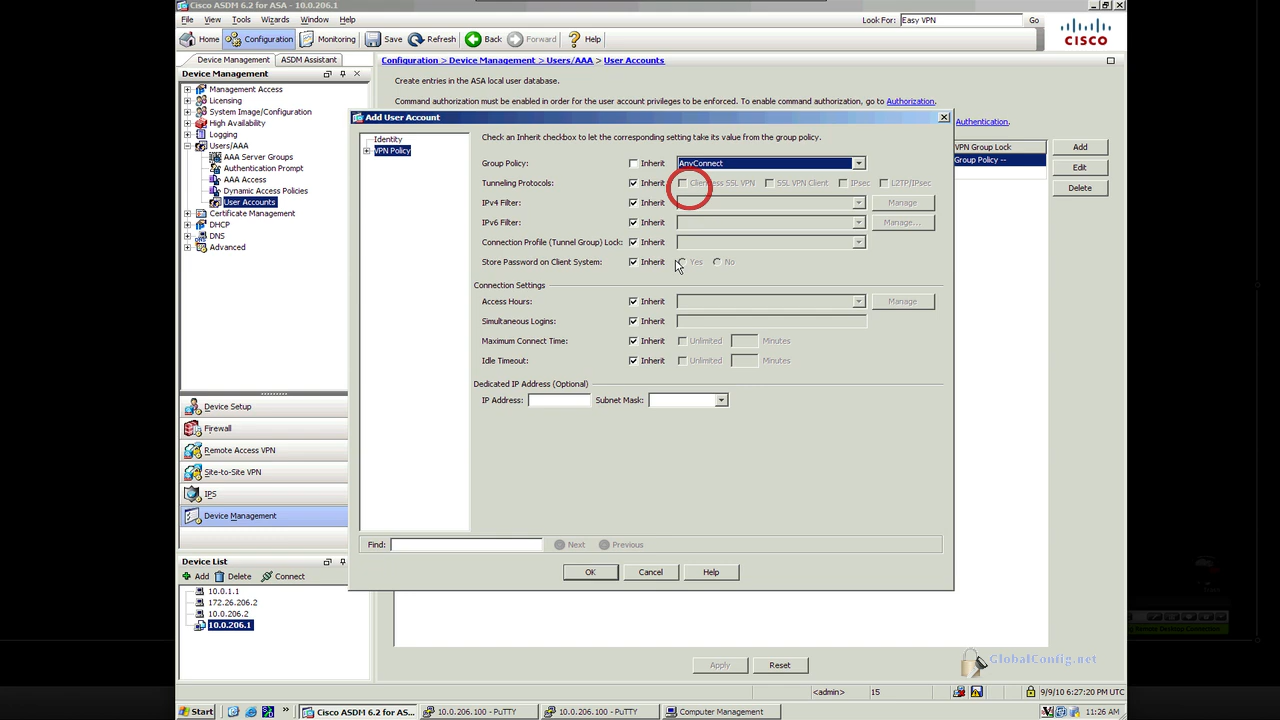 Cisco ASDM 6.2 for ASA - 10.0.206.1
File View Tools Wizards Window Help
Look For: Easy VPN Go
Home Configuration Monitoring Save Refresh Back Forward Help
CISCO
Device Management ASDM Assistant
Configuration > Device Management > Users/AAA > User Accounts
Device Management
Create entries in the ASA local user database.
Management Access
Licensing
Command authorization must be enabled in order for the user account privileges to be enforced. To enable command authorization, go to Authorization.
System Image/Configuration
High Availability
Authentication.
Logging
Users/AAA
AAA Server Groups
Authentication Prompt
AAA Access
Dynamic Access Policies
User Accounts
Certificate Management
DHCP
DNS
Advanced
VPN Group Lock
Group Policy --
Add
Edit
Delete
Add User Account
Identity
VPN Policy
Check an Inherit checkbox to let the corresponding setting take its value from the group policy.
Group Policy: Inherit AnyConnect
Tunneling Protocols: Inherit Clientless SSL VPN SSL VPN Client IPsec L2TP/IPsec
IPv4 Filter: Inherit Manage
IPv6 Filter: Inherit Manage...
Connection Profile (Tunnel Group) Lock: Inherit
Store Password on Client System: Inherit Yes No
Connection Settings
Access Hours: Inherit Manage
Simultaneous Logins: Inherit
Maximum Connect Time: Inherit Unlimited Minutes
Idle Timeout: Inherit Unlimited Minutes
Dedicated IP Address (Optional)
IP Address: Subnet Mask:
Find: Next Previous
OK Cancel Help
Device Setup
Firewall
Remote Access VPN
Site-to-Site VPN
IPS
Device Management
Device List
Add Delete Connect
10.0.1.1
172.26.206.2
10.0.206.2
10.0.206.1
Apply Reset
GlobalConfig.net
<admin> 15 9/9/10 6:27:20 PM UTC
Start Cisco ASDM 6.2 for AS... 10.0.206.100 - PuTTY 10.0.206.100 - PuTTY Computer Management 11:26 AM